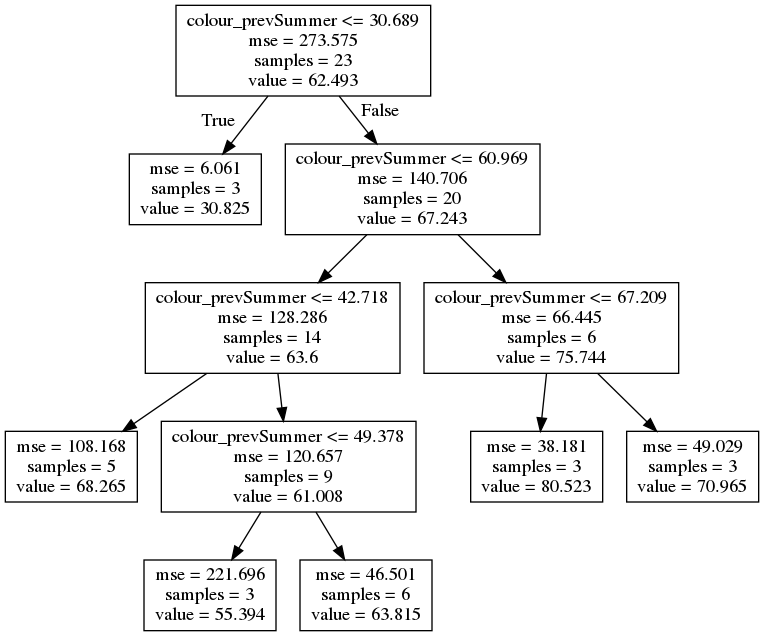 colour_prevSummer <= 30.689
mse = 273.575
samples = 23
value = 62.493
True
False
mse = 6.061
samples = 3
value = 30.825
colour_prevSummer <= 60.969
mse = 140.706
samples = 20
value = 67.243
colour_prevSummer <= 42.718
mse = 128.286
samples = 14
value = 63.6
colour_prevSummer <= 67.209
mse = 66.445
samples = 6
value = 75.744
mse = 108.168
samples = 5
value = 68.265
colour_prevSummer <= 49.378
mse = 120.657
samples = 9
value = 61.008
mse = 38.181
samples = 3
value = 80.523
mse = 49.029
samples = 3
value = 70.965
mse = 221.696
samples = 3
value = 55.394
mse = 46.501
samples = 6
value = 63.815